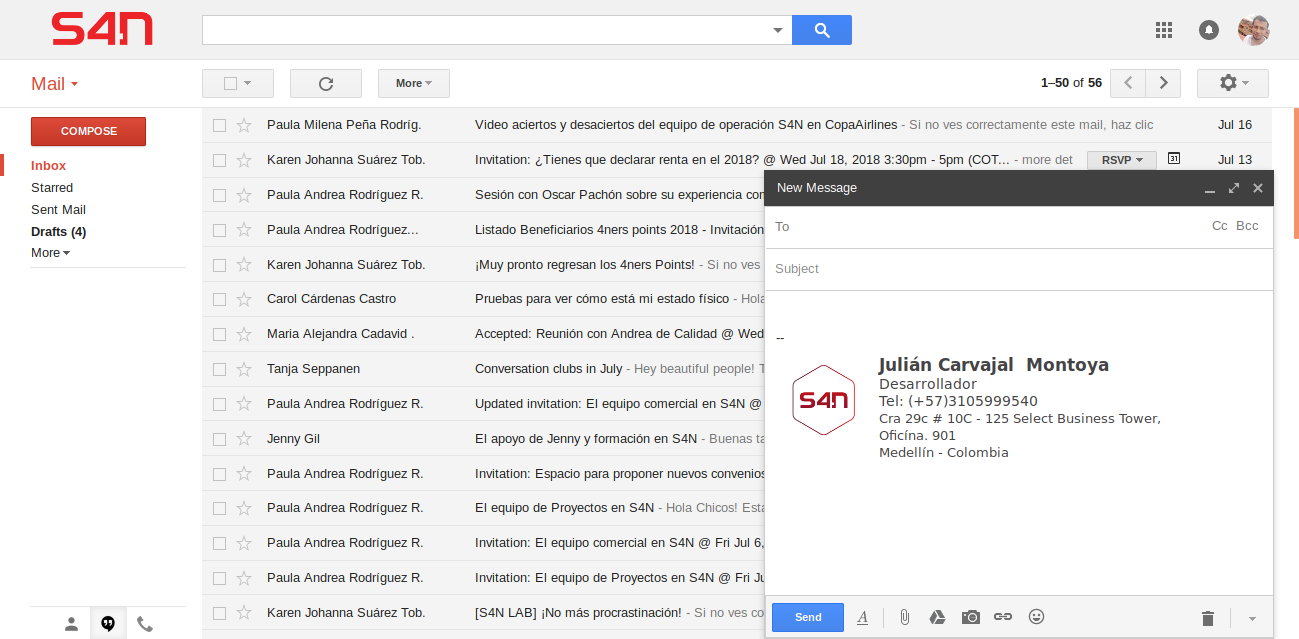 S4N
Mail
More
1–50 of 56
COMPOSE
Inbox
Starred
Sent Mail
Drafts (4)
More
Paula Milena Peña Rodríg. Video aciertos y desaciertos del equipo de operación S4N en CopaAirlines - Si no ves correctamente este mail, haz clic Jul 16
Karen Johanna Suárez Tob. Invitation: ¿Tienes que declarar renta en el 2018? @ Wed Jul 18, 2018 3:30pm - 5pm (COT... - more det RSVP 31 Jul 13
Paula Andrea Rodríguez R. Sesión con Oscar Pachón sobre su experiencia con
Paula Andrea Rodríguez... Listado Beneficiarios 4ners points 2018 - Invitación
Karen Johanna Suárez Tob. ¡Muy pronto regresan los 4ners Points! - Si no ves
Carol Cárdenas Castro Pruebas para ver cómo está mi estado físico - Hola
Maria Alejandra Cadavid . Accepted: Reunión con Andrea de Calidad @ Wed
Tanja Seppanen Conversation clubs in July - Hey beautiful people! T
Paula Andrea Rodríguez R. Updated invitation: El equipo comercial en S4N @
Jenny Gil El apoyo de Jenny y formación en S4N - Buenas ta
Paula Andrea Rodríguez R. Invitation: Espacio para proponer nuevos convenios
Paula Andrea Rodríguez R. El equipo de Proyectos en S4N - Hola Chicos! Esta
Paula Andrea Rodríguez R. Invitation: El equipo comercial en S4N @ Fri Jul 6,
Paula Andrea Rodríguez R. Invitation: El equipo de Proyectos en S4N @ Fri Ju
Karen Johanna Suárez Tob. [S4N LAB] ¡No más procrastinación! - Si no ves co
New Message
To Cc Bcc
Subject
--
S4N
Julián Carvajal Montoya
Desarrollador
Tel: (+57)3105999540
Cra 29c # 10C - 125 Select Business Tower,
Oficína. 901
Medellín - Colombia
Send A